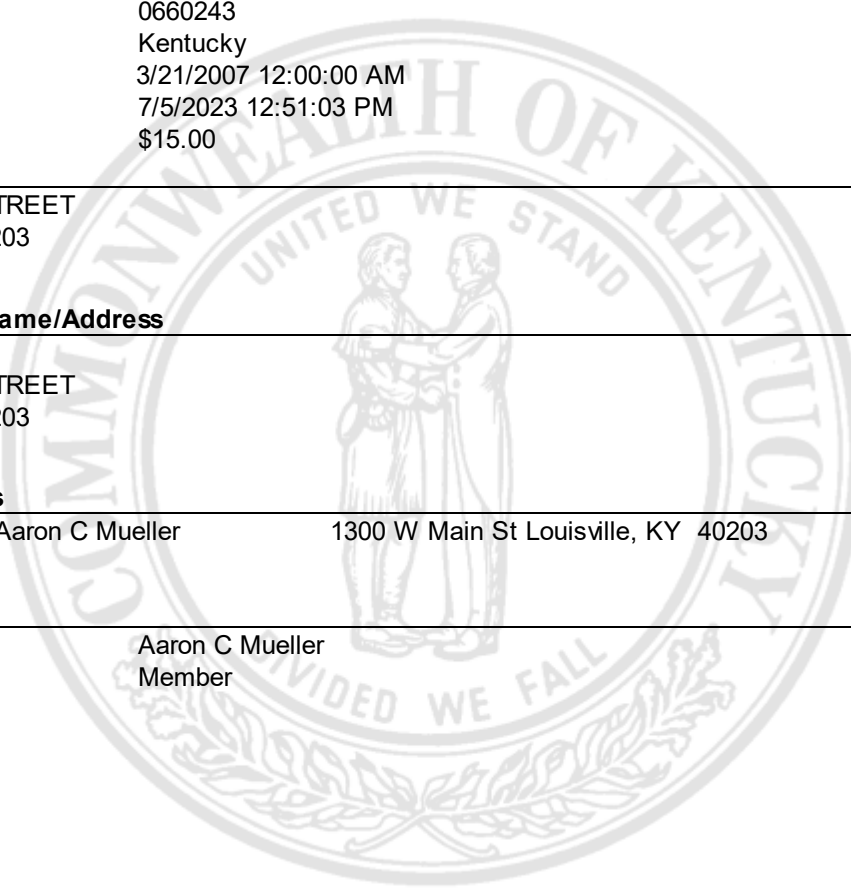 0660243
Kentucky
3/21/2007 12:00:00 AM
7/5/2023 12:51:03 PM
$15.00
TREET
203
ame/Address
TREET
203
s
Aaron C Mueller 1300 W Main St Louisville, KY 40203
Aaron C Mueller
Member
COMMONWEALTH OF KENTUCKY
UNITED WE STAND
DIVIDED WE FALL